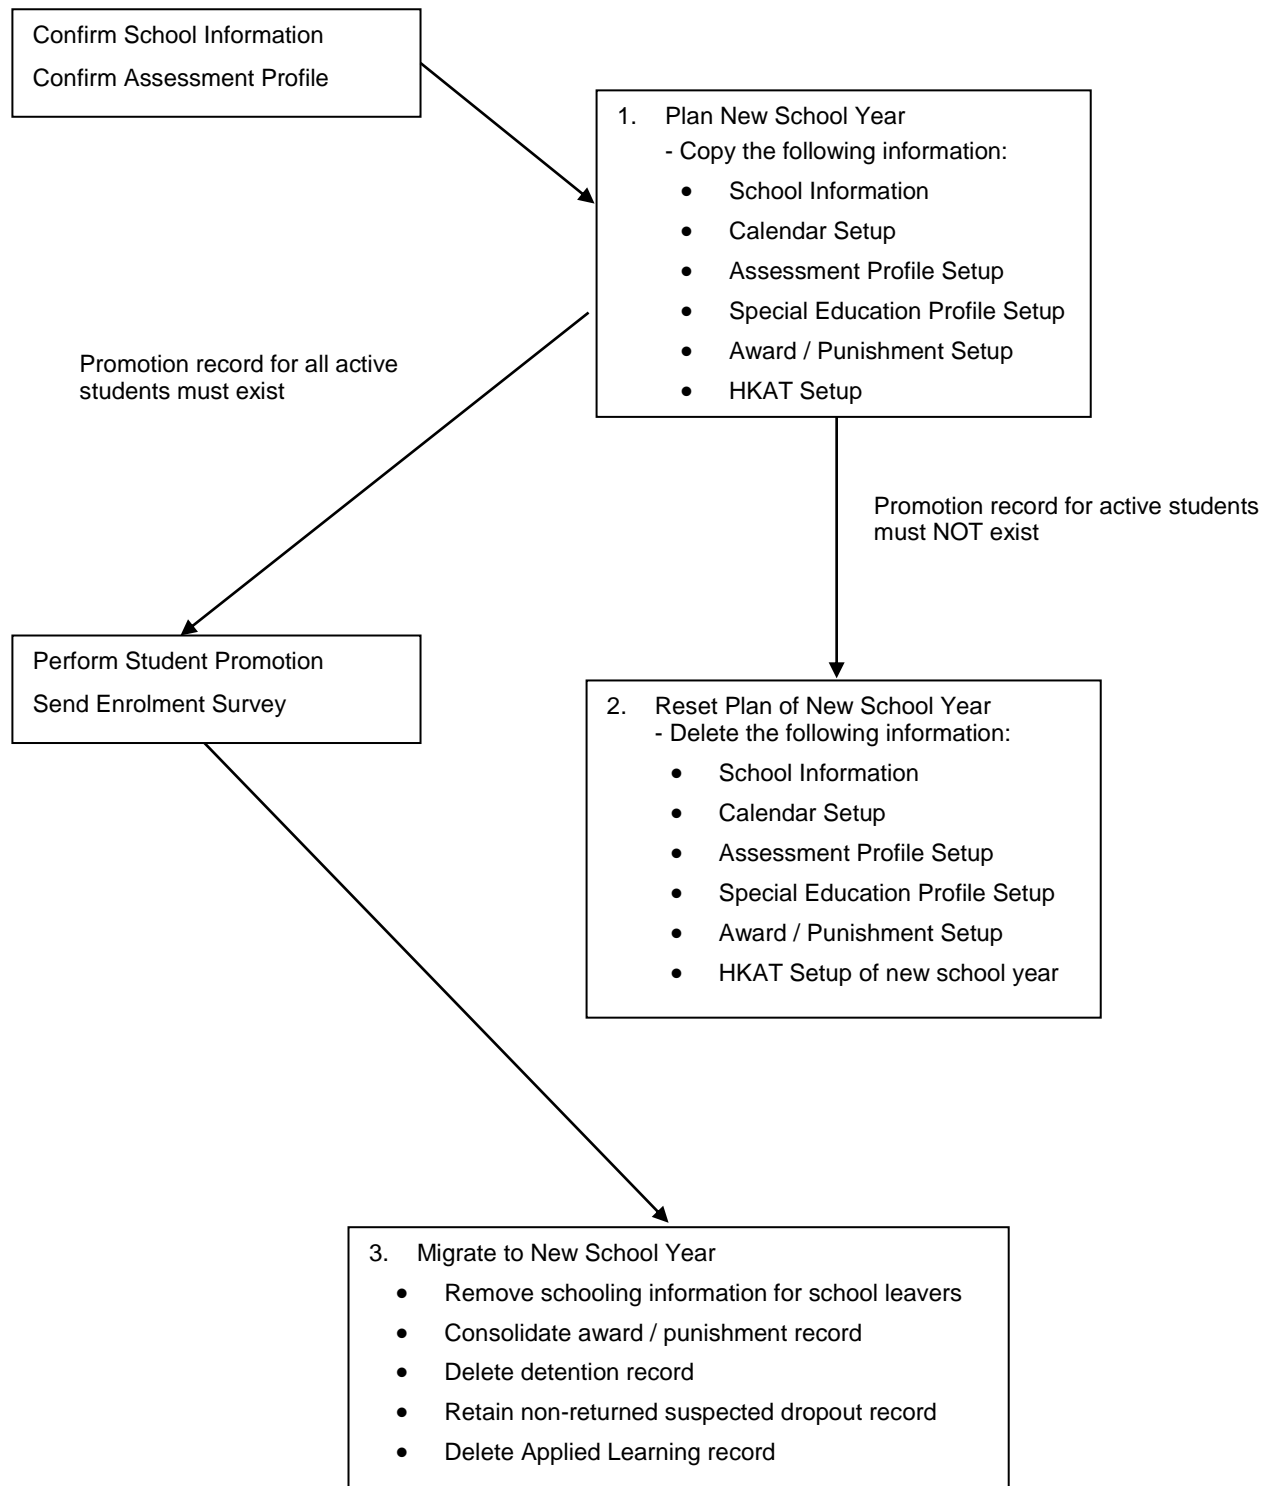 Confirm School Information
Confirm Assessment Profile
1. Plan New School Year
- Copy the following information:
• School Information
• Calendar Setup
• Assessment Profile Setup
• Special Education Profile Setup
• Award / Punishment Setup
• HKAT Setup
Promotion record for all active
students must exist
Promotion record for active students
must NOT exist
Perform Student Promotion
Send Enrolment Survey
2. Reset Plan of New School Year
- Delete the following information:
• School Information
• Calendar Setup
• Assessment Profile Setup
• Special Education Profile Setup
• Award / Punishment Setup
• HKAT Setup of new school year
3. Migrate to New School Year
• Remove schooling information for school leavers
• Consolidate award / punishment record
• Delete detention record
• Retain non-returned suspected dropout record
• Delete Applied Learning record